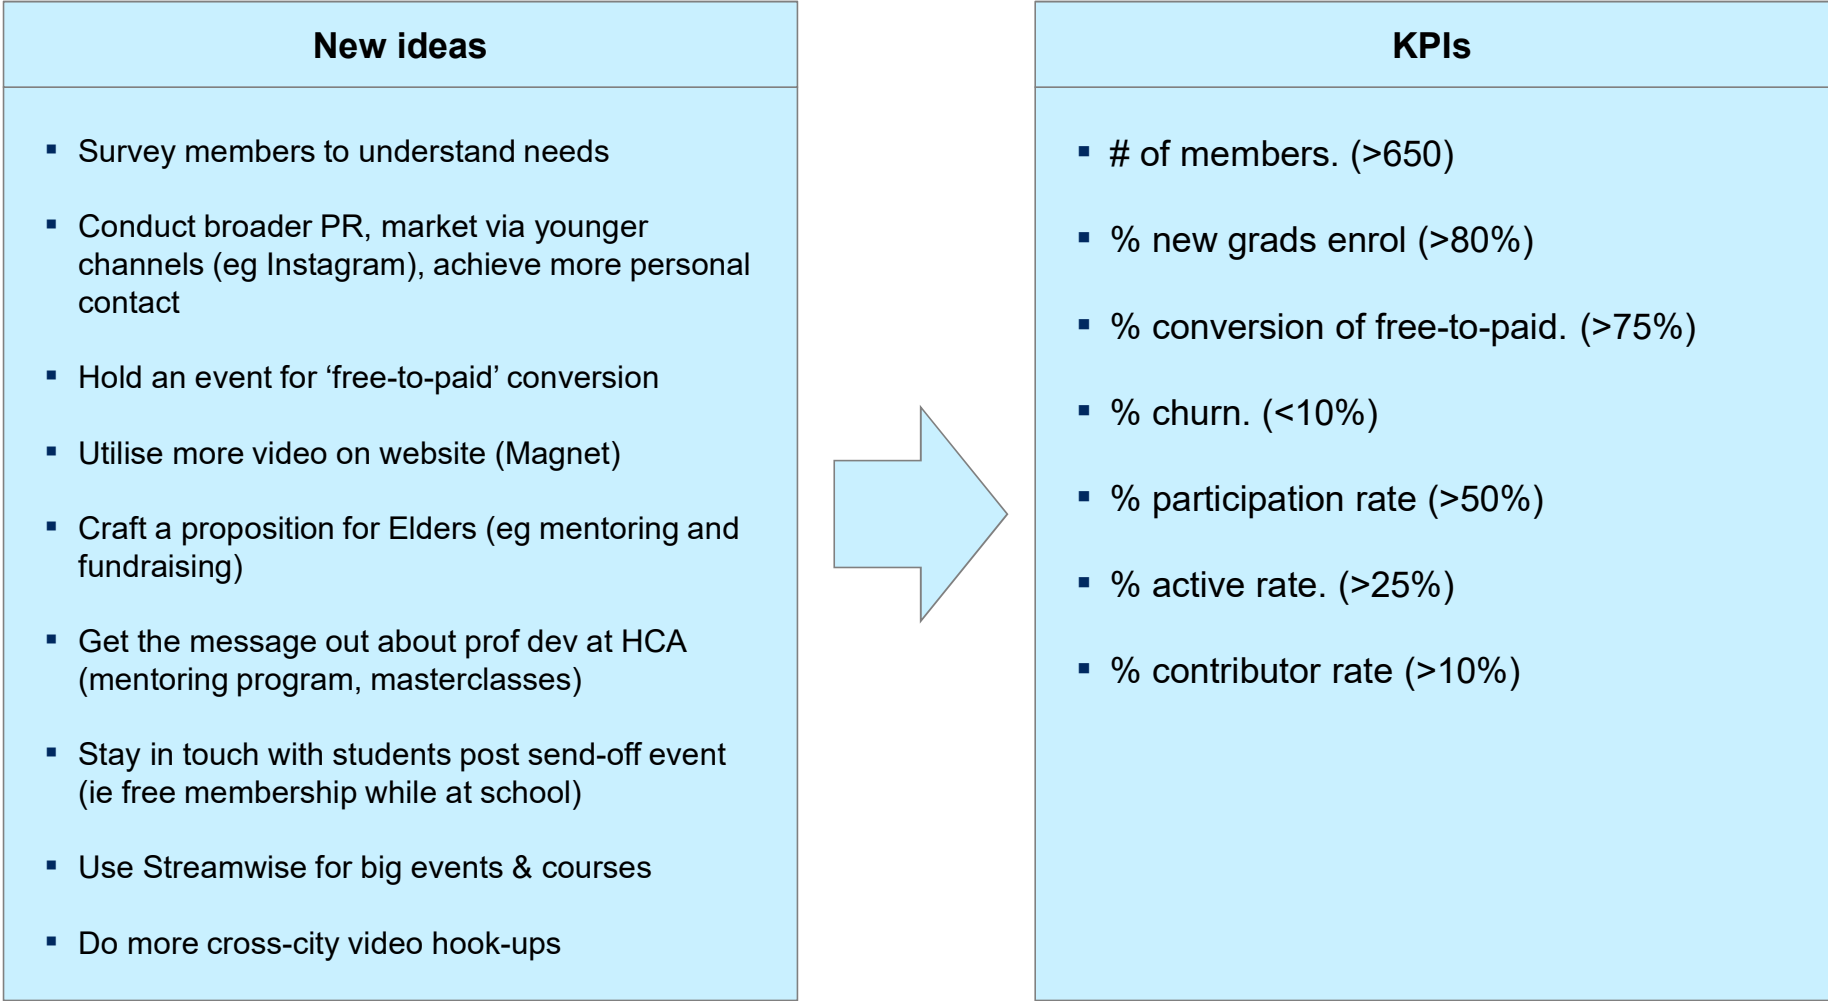 New ideas
▪ Survey members to understand needs
▪ Conduct broader PR, market via younger
channels (eg Instagram), achieve more personal
contact
▪ Hold an event for ‘free-to-paid’ conversion
▪ Utilise more video on website (Magnet)
▪ Craft a proposition for Elders (eg mentoring and
fundraising)
▪ Get the message out about prof dev at HCA
(mentoring program, masterclasses)
▪ Stay in touch with students post send-off event
(ie free membership while at school)
▪ Use Streamwise for big events & courses
▪ Do more cross-city video hook-ups
KPIs
▪ # of members. (>650)
▪ % new grads enrol (>80%)
▪ % conversion of free-to-paid. (>75%)
▪ % churn. (<10%)
▪ % participation rate (>50%)
▪ % active rate. (>25%)
▪ % contributor rate (>10%)